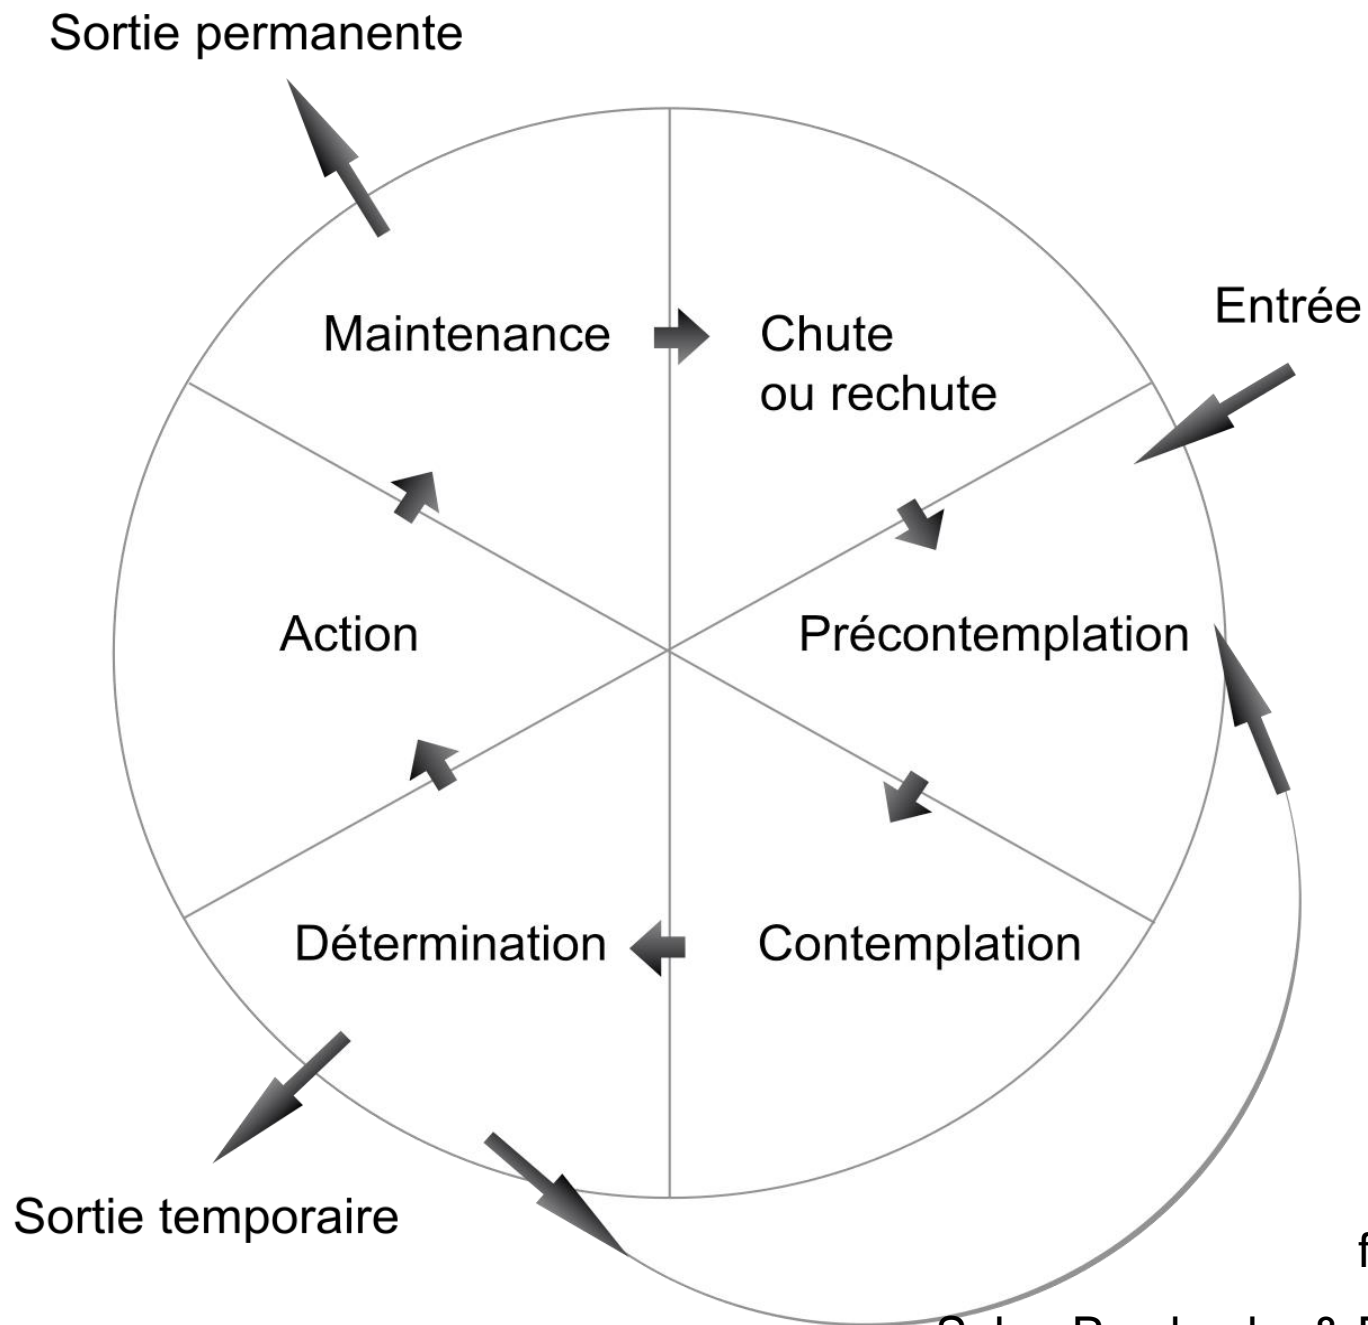 Sortie permanente
Entrée
Maintenance
Chute
ou rechute
Action
Précontemplation
Détermination
Contemplation
Sortie temporaire